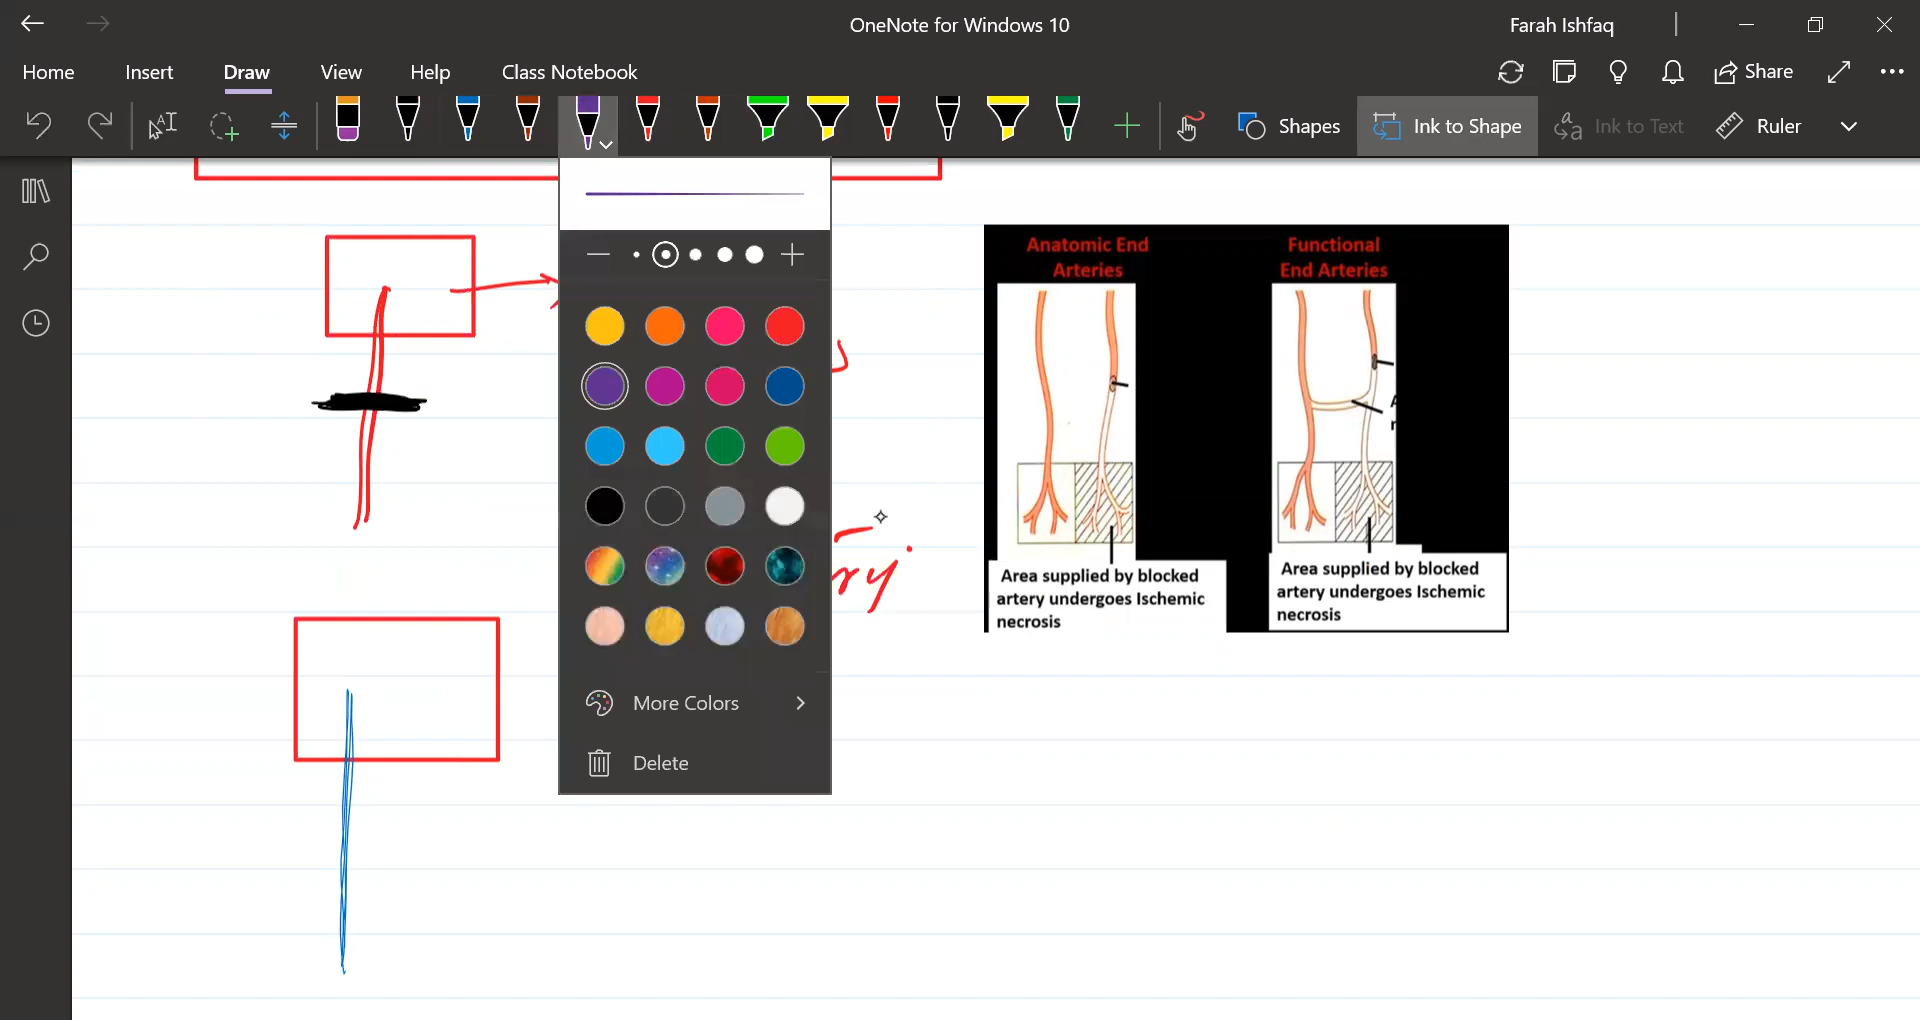 OneNote for Windows 10
Farah Ishfaq
Home Insert Draw View Help Class Notebook
Share
Shapes
Ink to Shape
Ink to Text
Ruler
More Colors
Delete
Anatomic End
Arteries
Functional
End Arteries
Area supplied by blocked
artery undergoes Ischemic
necrosis
Area supplied by blocked
artery undergoes Ischemic
necrosis